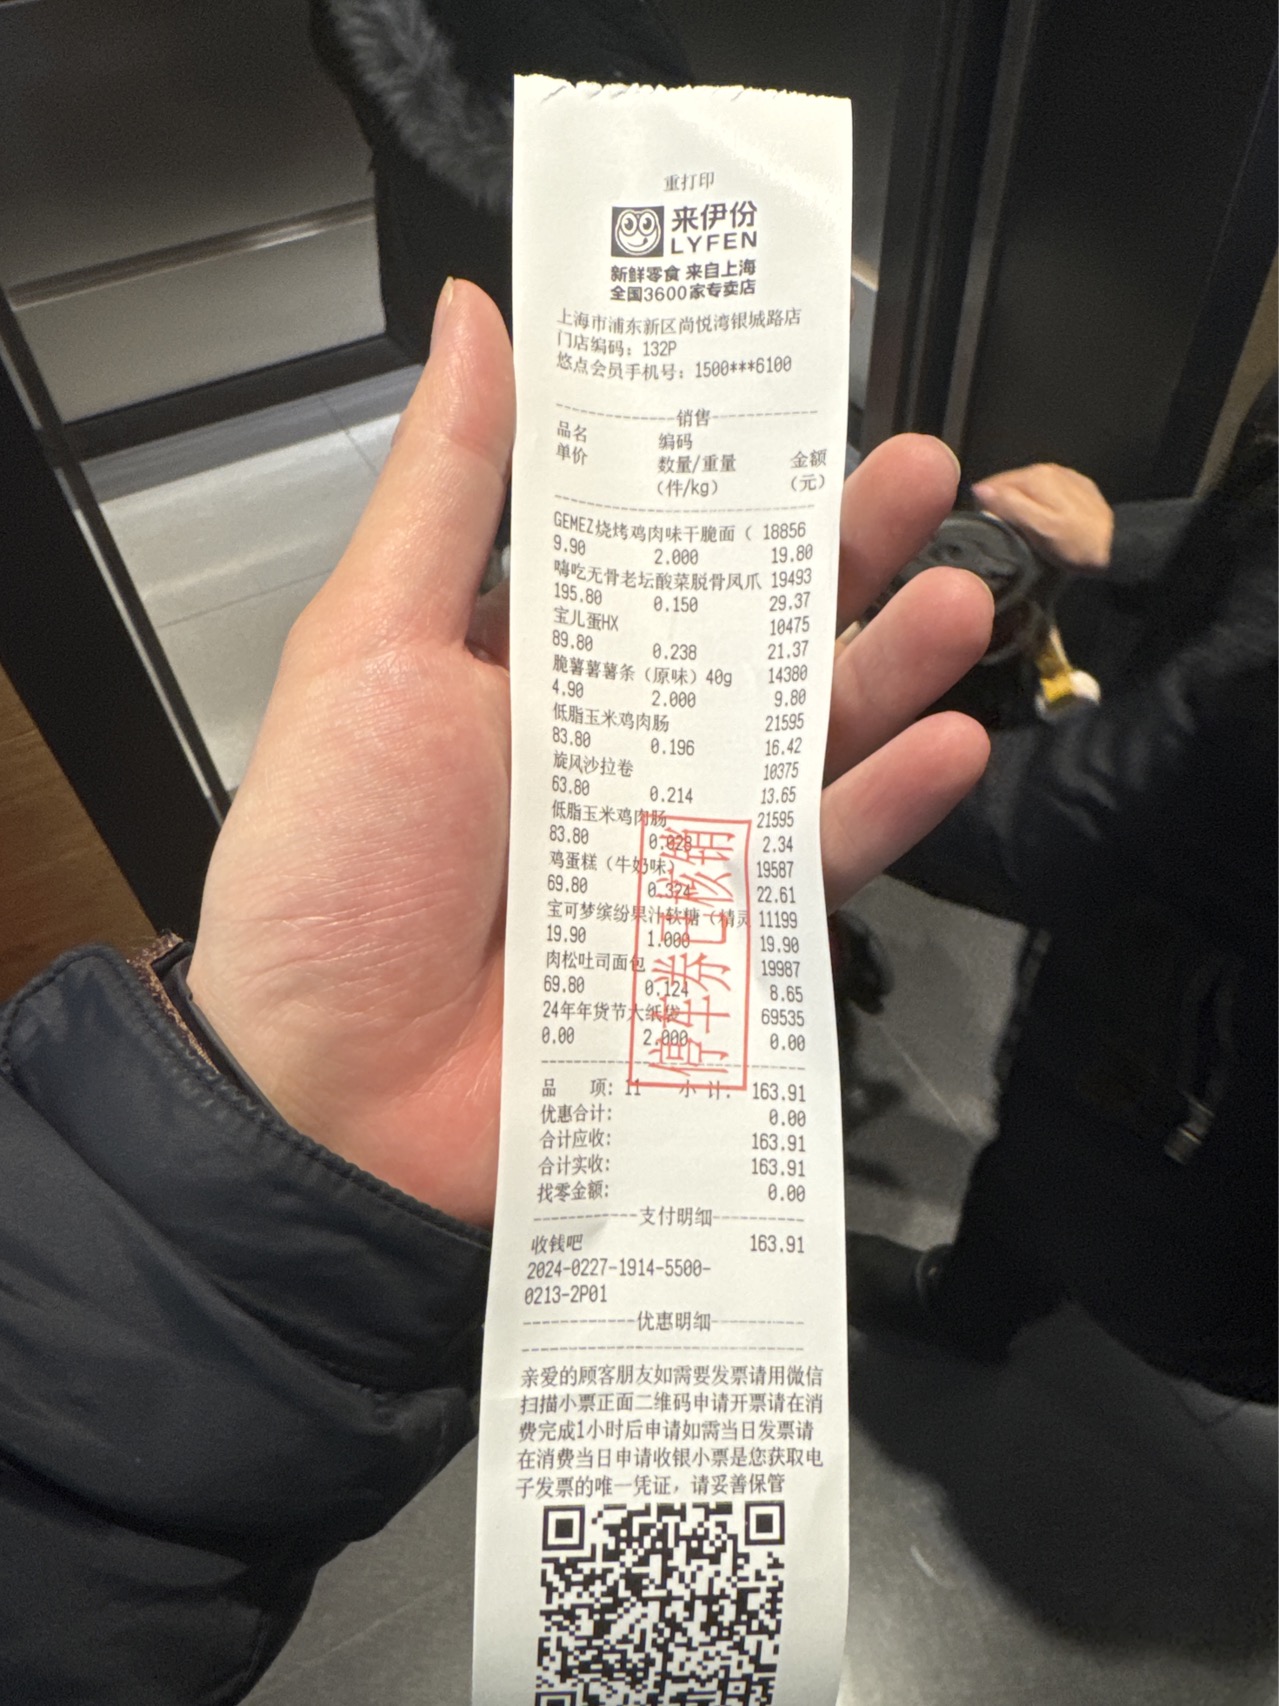 重打印
来伊份
LYFEN
新鲜零食 来自上海
全国3600家专卖店
上海市浦东新区尚悦湾银城路店
门店编码：132P
悠点会员手机号：1500***6100
销售
品名 编码
单价 数量/重量 金额
(件/kg) (元)
GEMEZ烧烤鸡肉味干脆面（ 18856
9.90 2.000 19.80
嗨吃无骨老坛酸菜脱骨凤爪 19493
195.80 0.150 29.37
宝儿蛋HX 10475
89.80 0.238 21.37
脆薯薯薯条（原味）40g 14380
4.90 2.000 9.80
低脂玉米鸡肉肠 21595
83.80 0.196 16.42
旋风沙拉卷 10375
63.80 0.214 13.65
低脂玉米鸡肉肠 21595
83.80 0.028 2.34
鸡蛋糕（牛奶味） 19587
69.80 0.324 22.61
宝可梦缤纷果汁软糖（精灵 11199
19.90 1.000 19.90
肉松吐司面包 19987
69.80 0.124 8.65
24年年货节大纸袋 69535
0.00 2.000 0.00
停车券已核销
品 项: 11 小 计: 163.91
优惠合计: 0.00
合计应收: 163.91
合计实收: 163.91
找零金额: 0.00
支付明细
收钱吧 163.91
2024-0227-1914-5500-
0213-2P01
优惠明细
亲爱的顾客朋友如需要发票请用微信
扫描小票正面二维码申请开票请在消
费完成1小时后申请如需当日发票请
在消费当日申请收银小票是您获取电
子发票的唯一凭证，请妥善保管